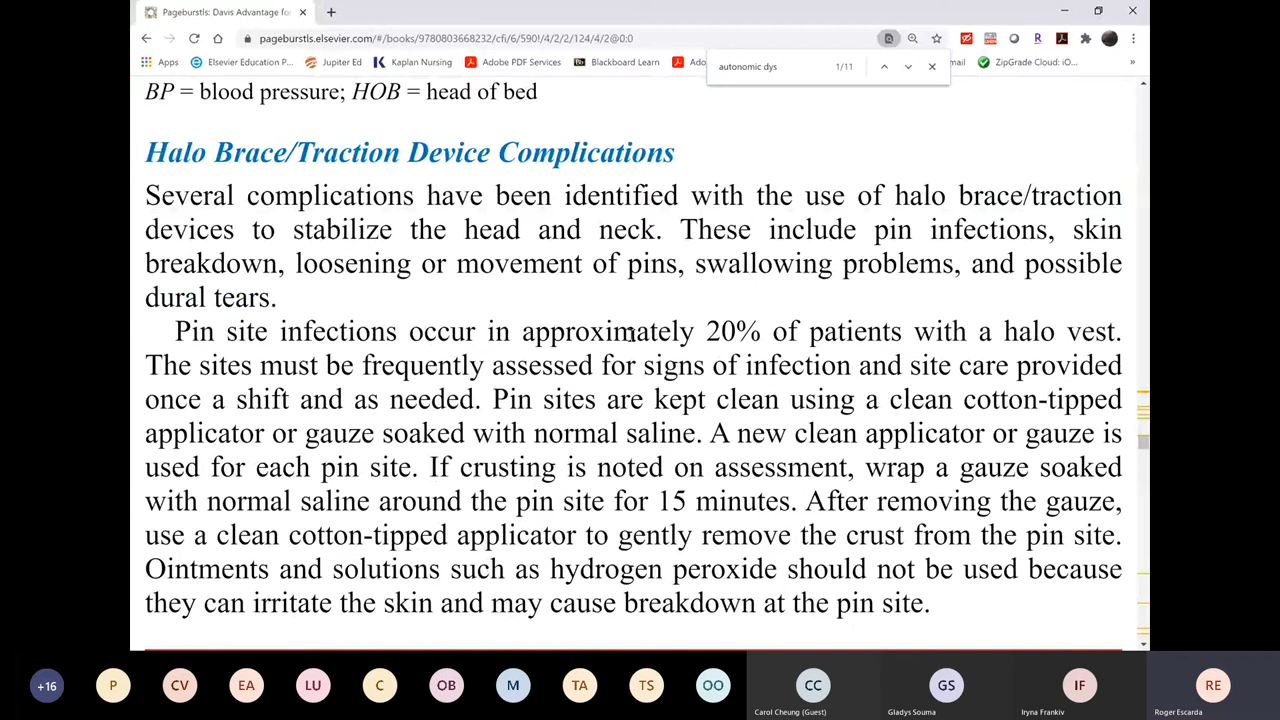 Pageburstls: Davis Advantage for
pageburstls.elsevier.com/#/books/9780803668232/cfi/6/590!/4/2/2/124/4/2@0:0
Apps
Elsevier Education P...
Jupiter Ed
Kaplan Nursing
Adobe PDF Services
Blackboard Learn
autonomic dys
1/11
mail
ZipGrade Cloud: iO...
»
BP = blood pressure; HOB = head of bed
Halo Brace/Traction Device Complications
Several complications have been identified with the use of halo brace/traction
devices to stabilize the head and neck. These include pin infections, skin
breakdown, loosening or movement of pins, swallowing problems, and possible
dural tears.
Pin site infections occur in approximately 20% of patients with a halo vest.
The sites must be frequently assessed for signs of infection and site care provided
once a shift and as needed. Pin sites are kept clean using a clean cotton-tipped
applicator or gauze soaked with normal saline. A new clean applicator or gauze is
used for each pin site. If crusting is noted on assessment, wrap a gauze soaked
with normal saline around the pin site for 15 minutes. After removing the gauze,
use a clean cotton-tipped applicator to gently remove the crust from the pin site.
Ointments and solutions such as hydrogen peroxide should not be used because
they can irritate the skin and may cause breakdown at the pin site.
+16
P
CV
EA
LU
C
OB
M
TA
TS
OO
CC
GS
IF
RE
Carol Cheung (Guest)
Gladys Souma
Iryna Frankiv
Roger Escarda